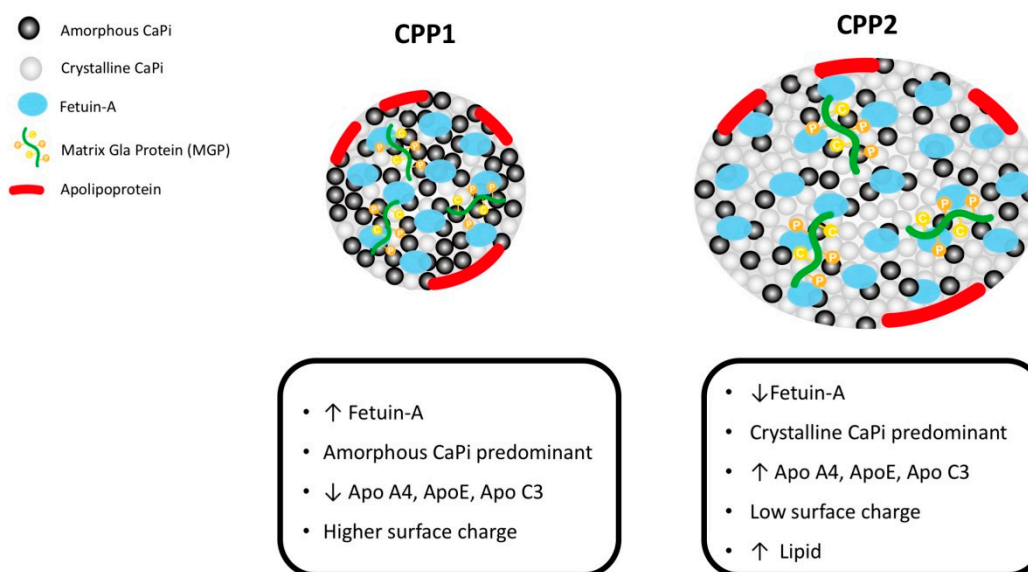 Amorphous CaPi
Crystalline CaPi
Fetuin-A
Matrix Gla Protein (MGP)
Apolipoprotein
CPP1
CPP2
• ↑ Fetuin-A
• Amorphous CaPi predominant
• ↓ Apo A4, ApoE, Apo C3
• Higher surface charge
• ↓Fetuin-A
• Crystalline CaPi predominant
• ↑ Apo A4, ApoE, Apo C3
• Low surface charge
• ↑ Lipid